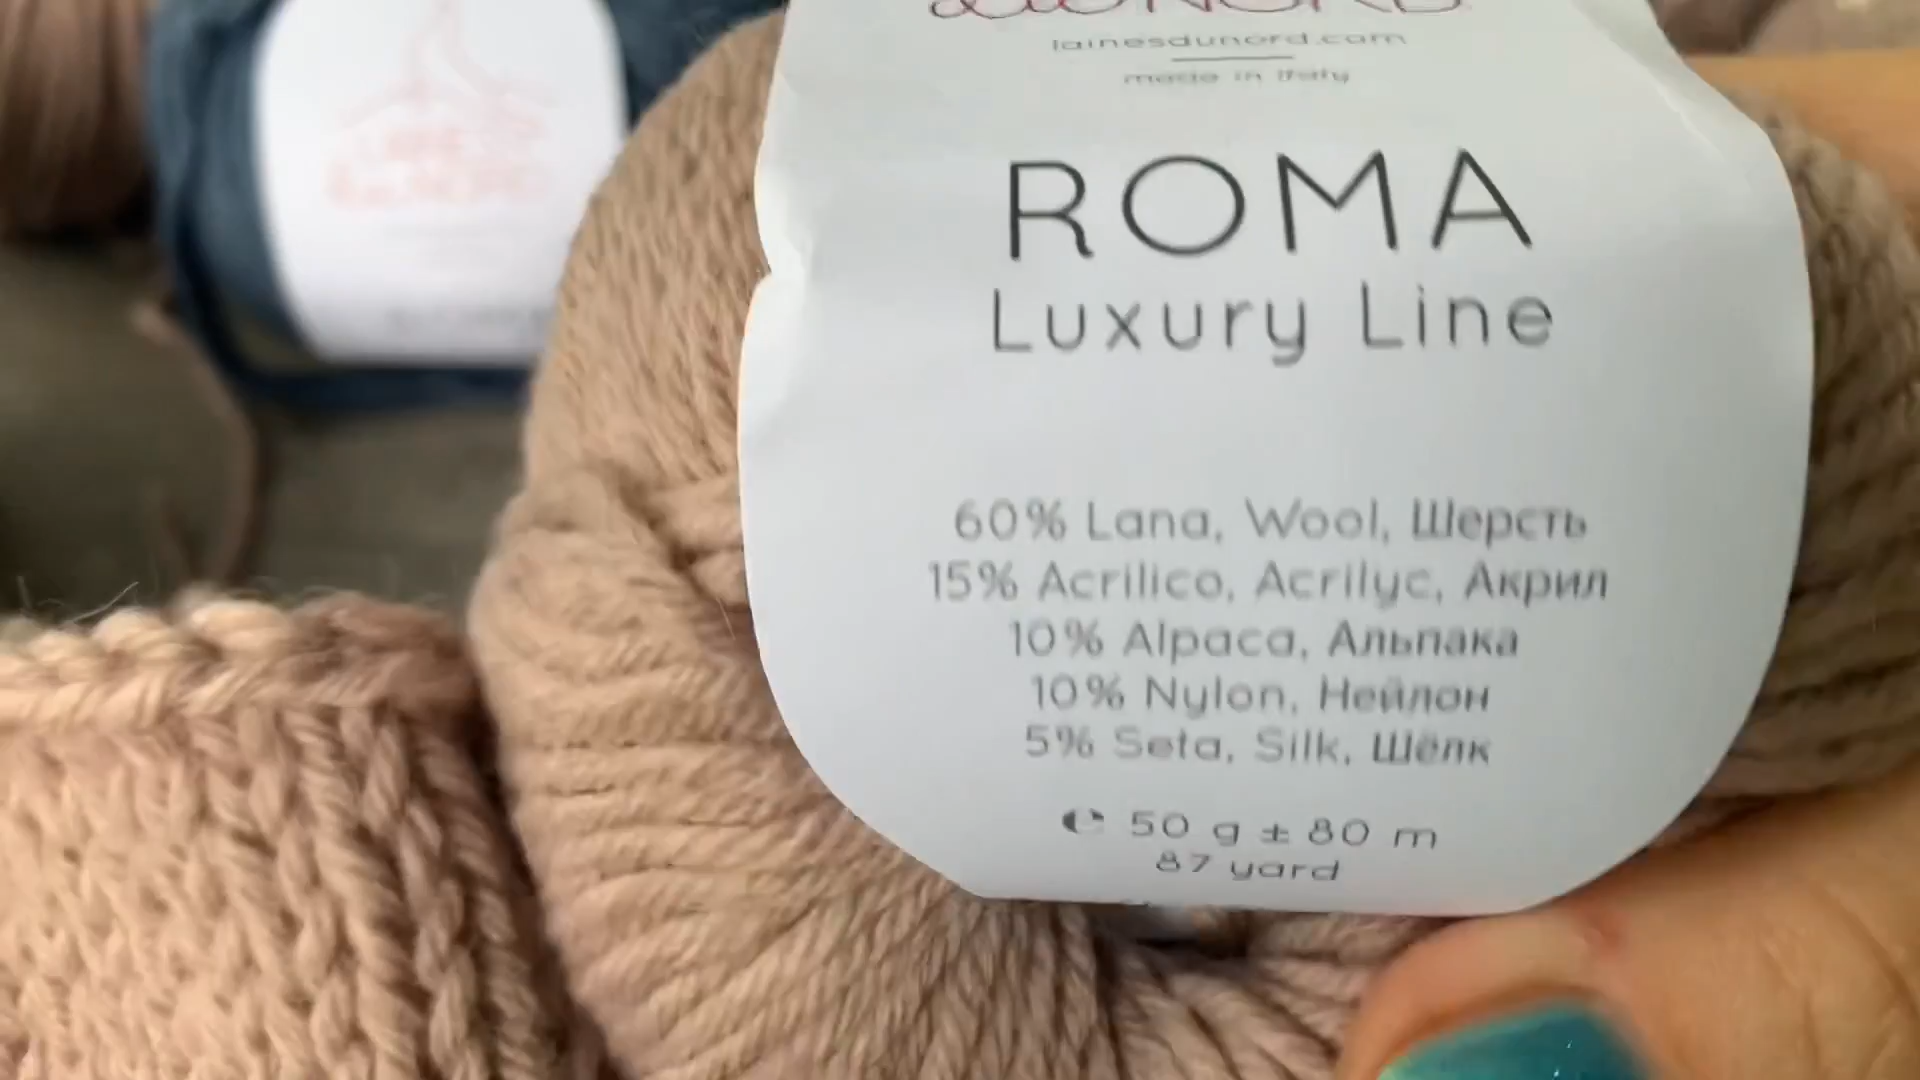 lainesdunord.com
made in Italy
ROMA
Luxury Line
60% Lana, Wool, Шерсть
15% Acrilico, Acrilyc, Акрил
10% Alpaca, Альпака
10% Nylon, Нейлон
5% Seta, Silk, Шёлк
50 g ± 80 m
87 yard